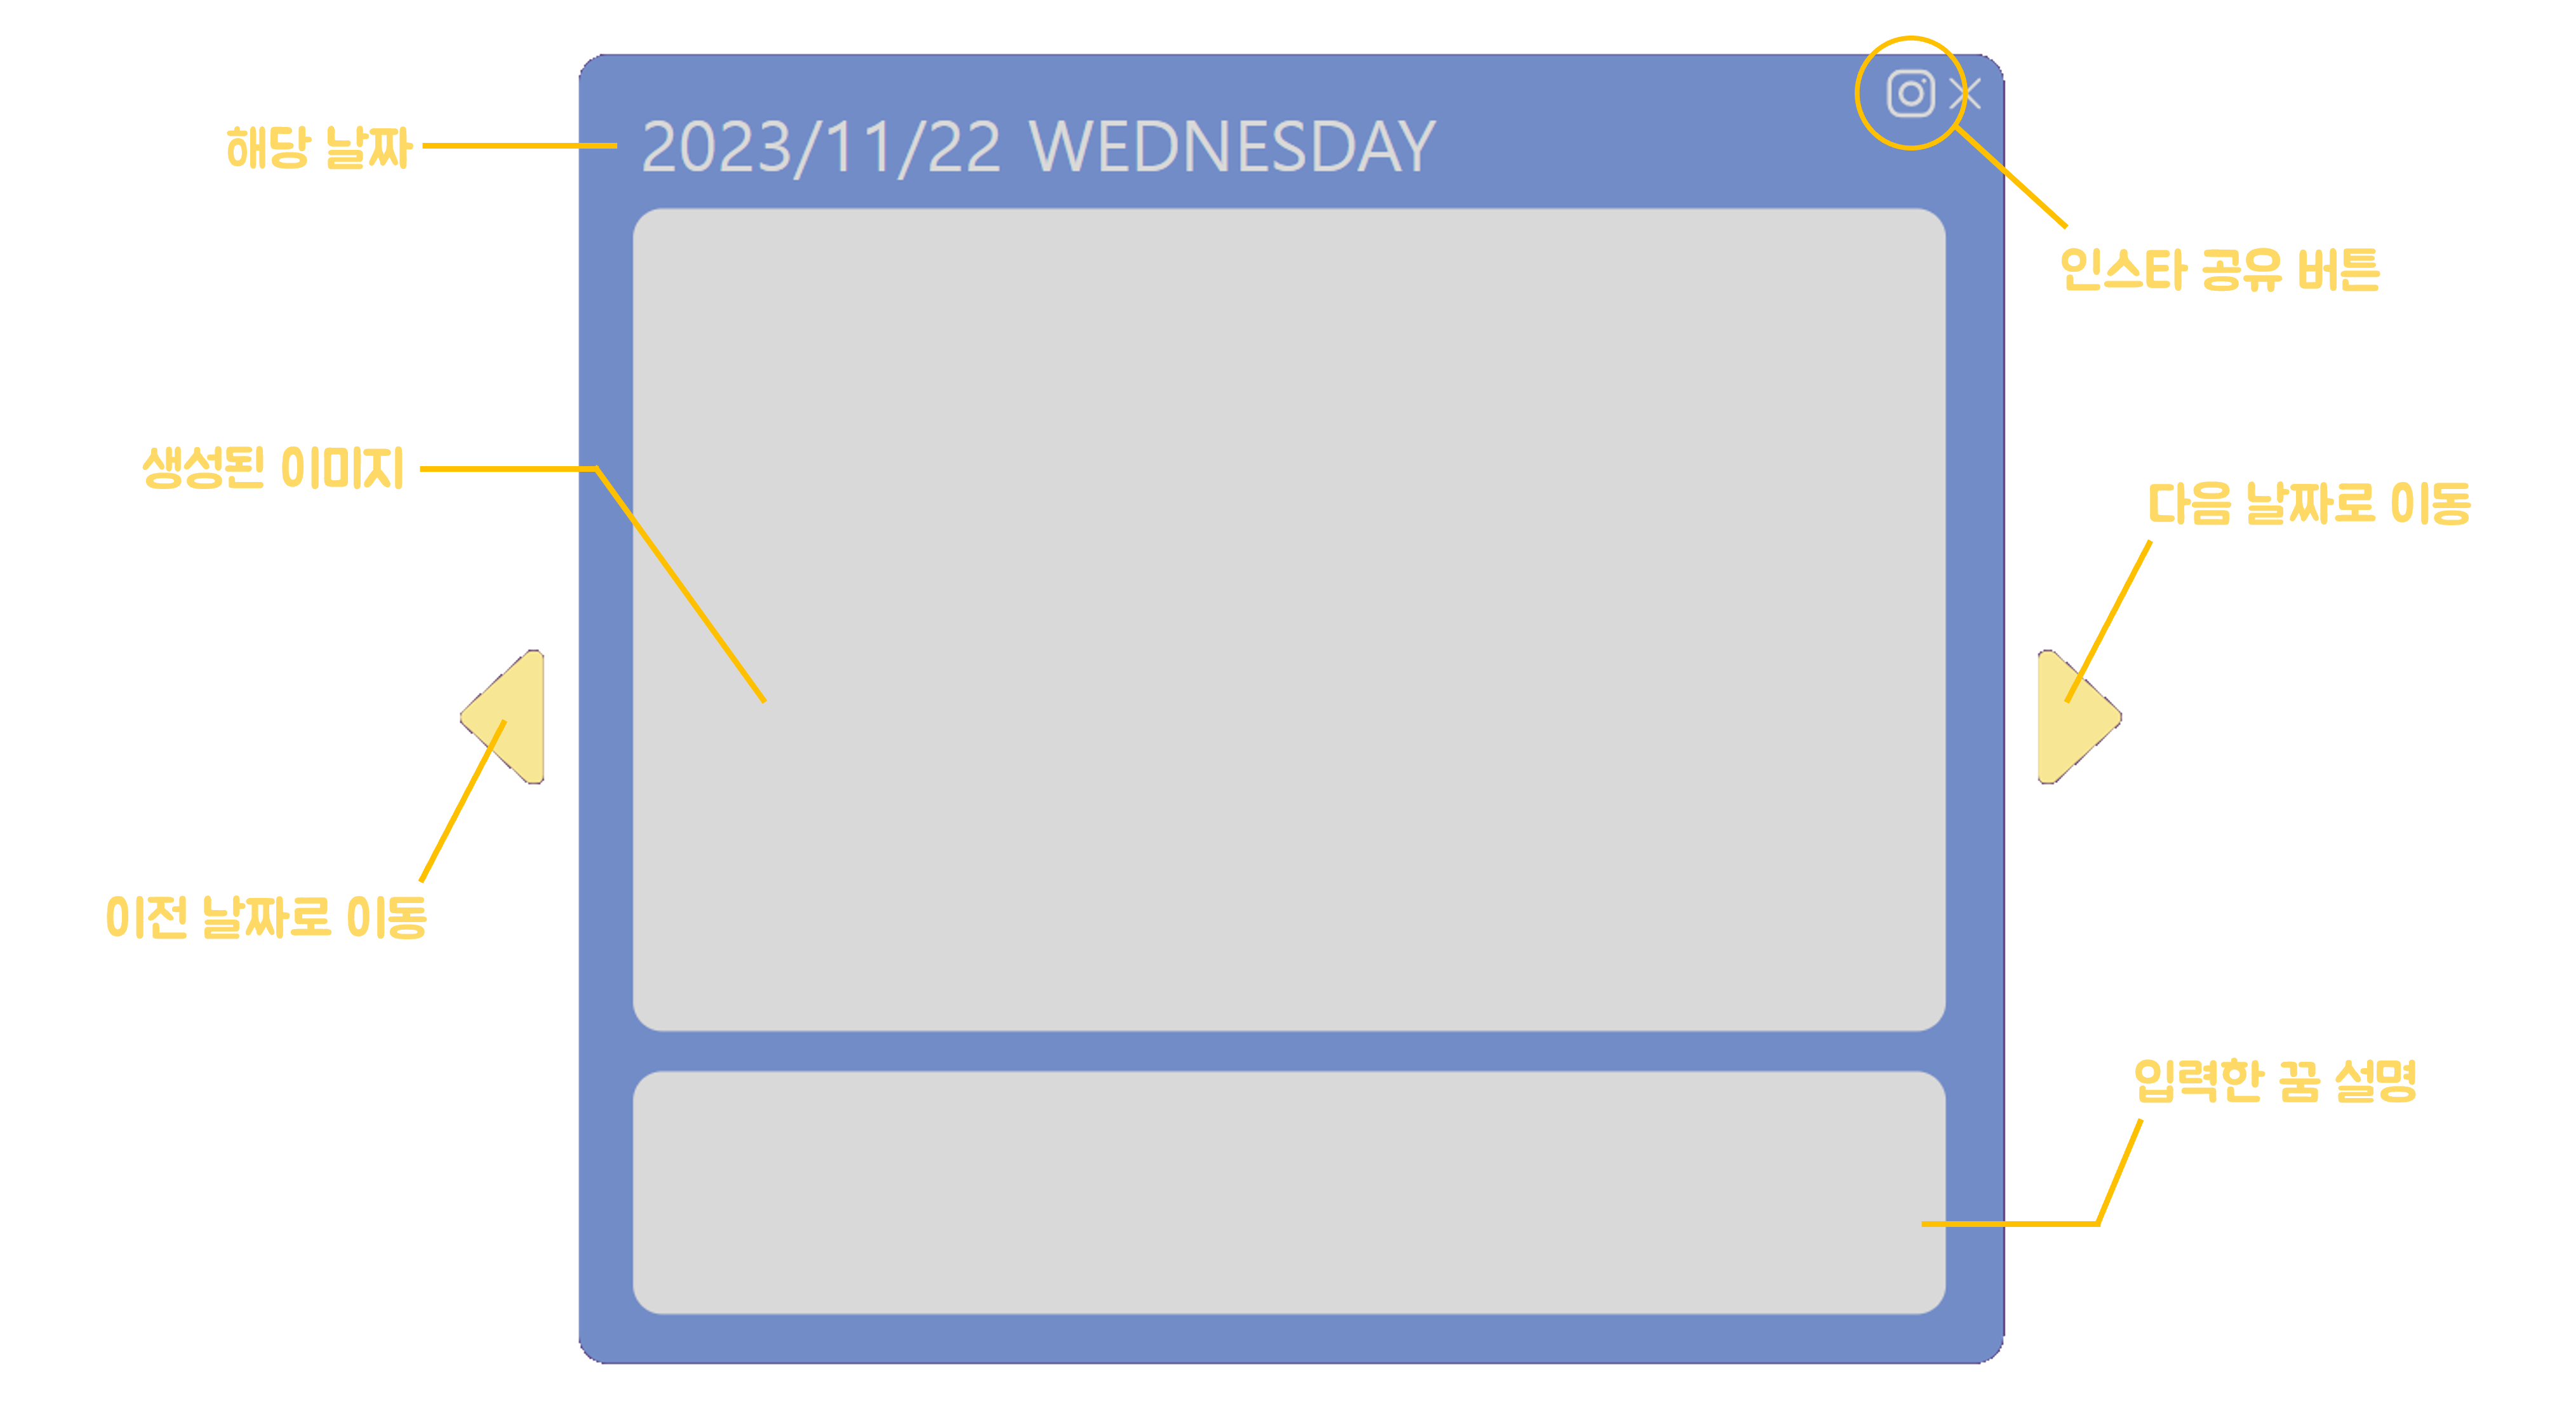 해당 날짜
2023/11/22 WEDNESDAY
인스타 공유 버튼
생성된 이미지
다음 날짜로 이동
이전 날짜로 이동
입력한 꿈 설명